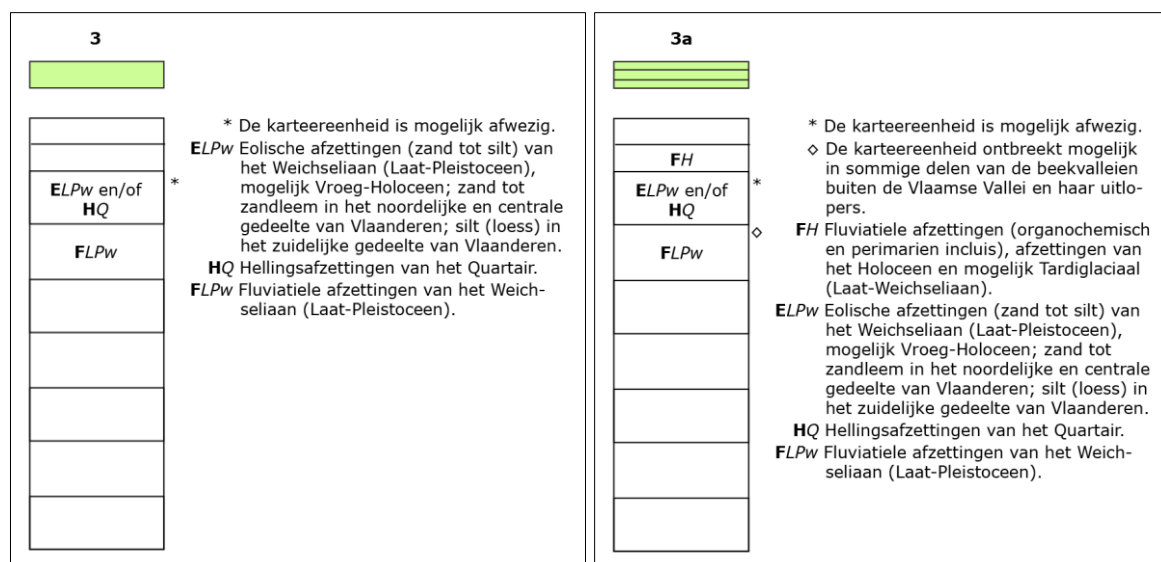 3
* De karteereenheid is mogelijk afwezig.
ELPw Eolische afzettingen (zand tot silt) van
het Weichseliaan (Laat-Pleistoceen),
mogelijk Vroeg-Holoceen; zand tot
zandleem in het noordelijke en centrale
gedeelte van Vlaanderen; silt (loess) in
het zuidelijke gedeelte van Vlaanderen.
HQ Hellingsafzettingen van het Quartair.
FLPw Fluviatiele afzettingen van het Weich-
seliaan (Laat-Pleistoceen).
ELPw en/of *
HQ
FLPw
3a
* De karteereenheid is mogelijk afwezig.
◇ De karteereenheid ontbreekt mogelijk
in sommige delen van de beekvalleien
buiten de Vlaamse Vallei en haar uitlo-
pers.
FH Fluviatiele afzettingen (organochemisch
en perimarien incluis), afzettingen van
het Holoceen en mogelijk Tardiglaciaal
(Laat-Weichseliaan).
ELPw Eolische afzettingen (zand tot silt) van
het Weichseliaan (Laat-Pleistoceen),
mogelijk Vroeg-Holoceen; zand tot
zandleem in het noordelijke en centrale
gedeelte van Vlaanderen; silt (loess) in
het zuidelijke gedeelte van Vlaanderen.
HQ Hellingsafzettingen van het Quartair.
FLPw Fluviatiele afzettingen van het Weich-
seliaan (Laat-Pleistoceen).
FH
ELPw en/of *
HQ
◇
FLPw